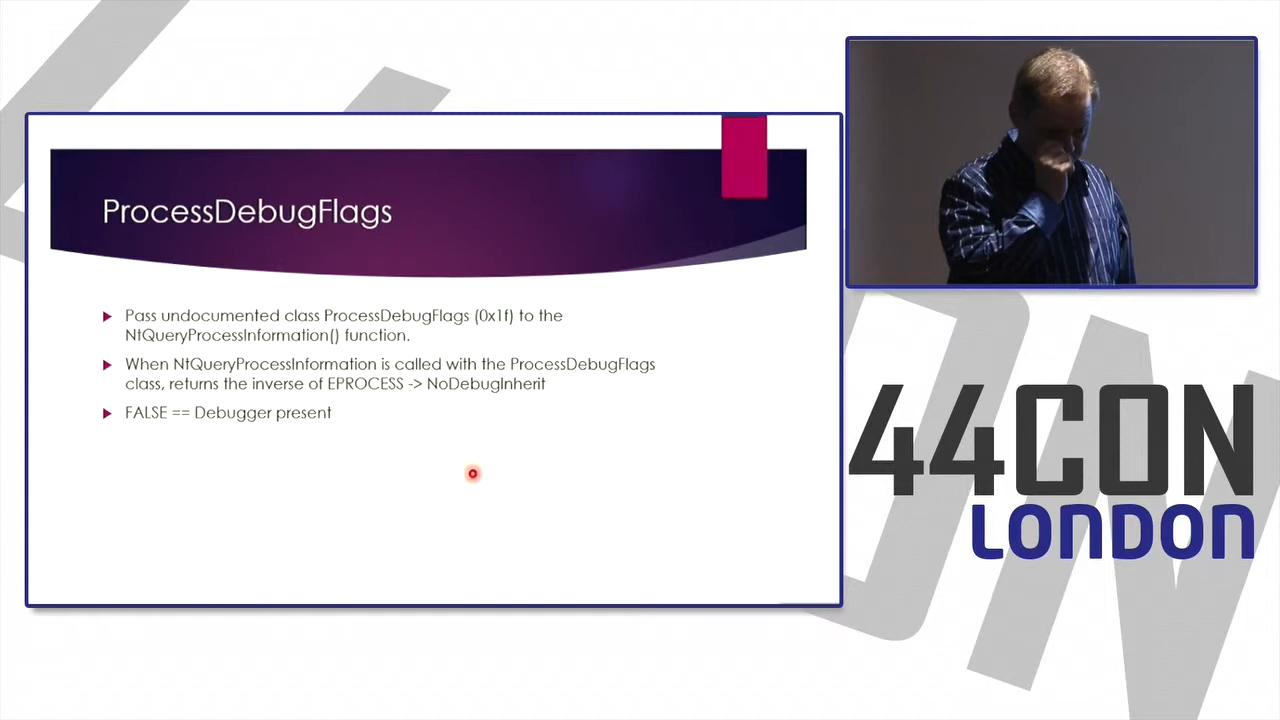 ProcessDebugFlags
Pass undocumented class ProcessDebugFlags (0x1f) to the
NtQueryProcessInformation() function.
When NtQueryProcessInformation is called with the ProcessDebugFlags
class, returns the inverse of EPROCESS -> NoDebugInherit
FALSE == Debugger present
44CON
LONDON